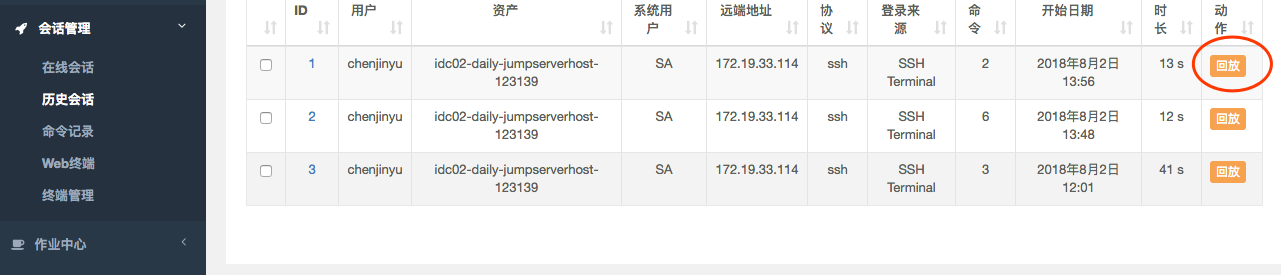 会话管理
在线会话
历史会话
命令记录
Web终端
终端管理
作业中心
ID 用户 资产 系统用户 远端地址 协议 登录来源 命令 开始日期 时长 动作
1 chenjinyu idc02-daily-jumpserverhost-123139 SA 172.19.33.114 ssh SSH Terminal 2 2018年8月2日 13:56 13 s 回放
2 chenjinyu idc02-daily-jumpserverhost-123139 SA 172.19.33.114 ssh SSH Terminal 6 2018年8月2日 13:48 12 s 回放
3 chenjinyu idc02-daily-jumpserverhost-123139 SA 172.19.33.114 ssh SSH Terminal 3 2018年8月2日 12:01 41 s 回放